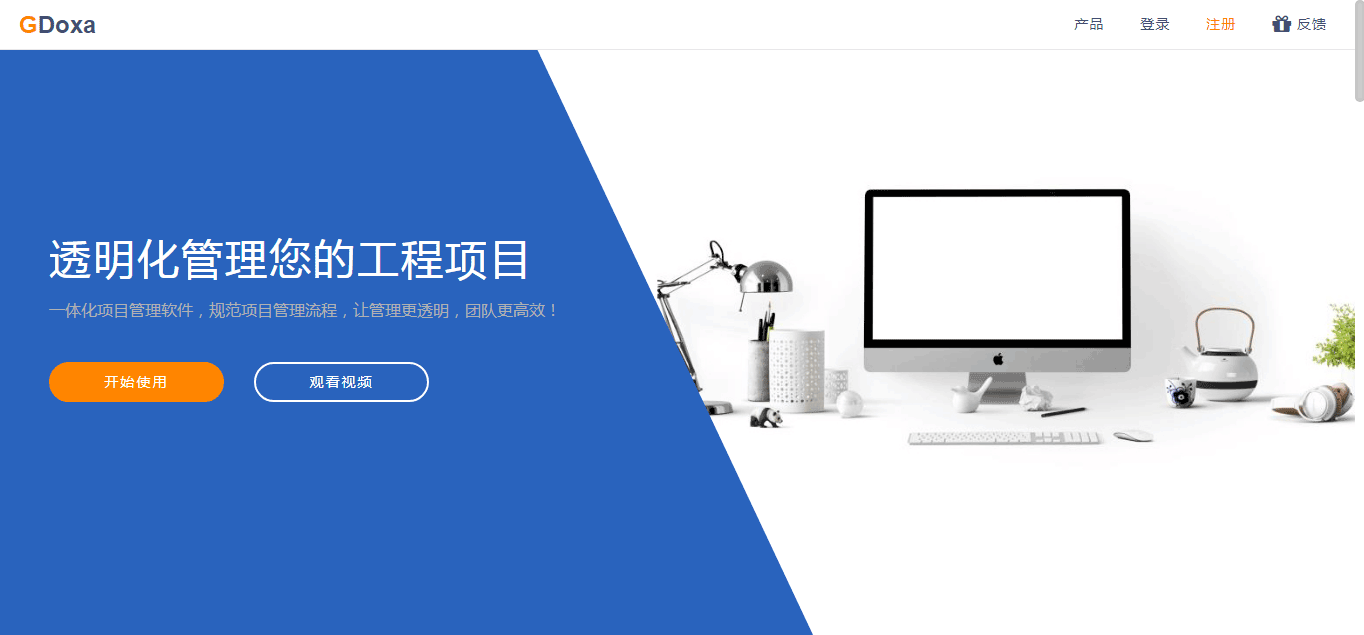 GDoxa
产品 登录 注册 反馈
透明化管理您的工程项目
一体化项目管理软件，规范项目管理流程，让管理更透明，团队更高效！
开始使用 观看视频